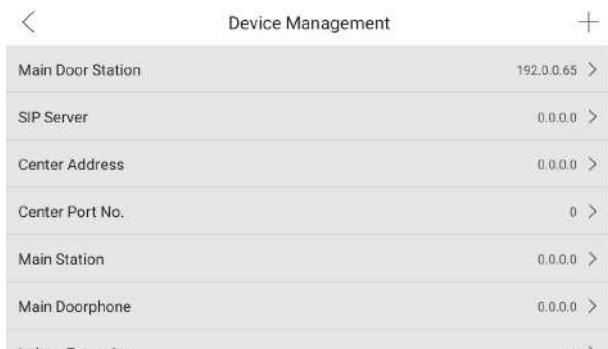 Device Management
Main Door Station 192.0.0.65
SIP Server 0.0.0.0
Center Address 0.0.0.0
Center Port No. 0
Main Station 0.0.0.0
Main Doorphone 0.0.0.0